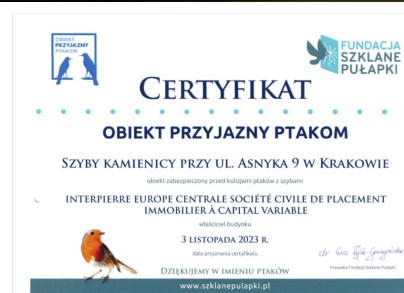 OBIEKT
PRZYJAZNY
PTAKOM
FUNDACJA
SZKLANE
PUŁAPKI
CERTYFIKAT
OBIEKT PRZYJAZNY PTAKOM
SZYBY KAMIENICY PRZY UL. ASNYKA 9 W KRAKOWIE
obiekt zabezpieczony przed kolizjami ptaków z szybami
INTERPIERRE EUROPE CENTRALE SOCIÉTÉ CIVILE DE PLACEMENT
IMMOBILIER À CAPITAL VARIABLE
właściciel budynku
3 LISTOPADA 2023 R.
data przyznania certyfikatu
dr Ewa
Prezeska Fundacji Szklane Pułapki
DZIĘKUJEMY W IMIENIU PTAKÓW
www.szklanepulapki.pl